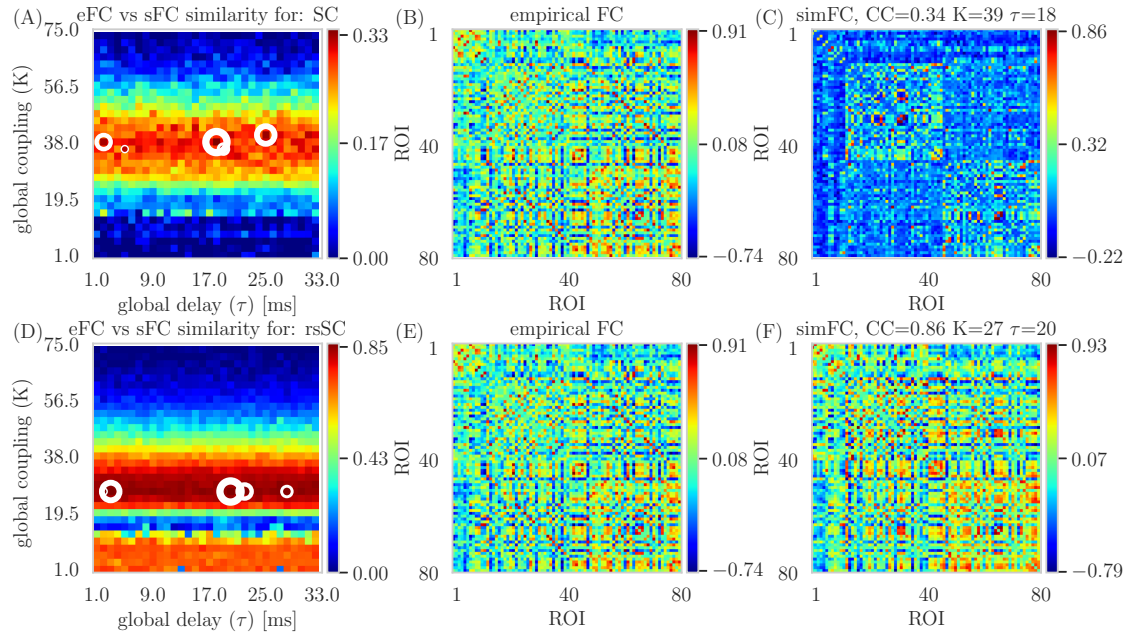 (A) eFC vs sFC similarity for: SC
75.0
56.5
38.0
19.5
1.0
global coupling (K)
1.0 9.0 17.0 25.0 33.0
global delay (τ) [ms]
0.33
0.17
0.00
(B) empirical FC
1
40
80
ROI
1 40 80
ROI
0.91
0.08
−0.74
(C) simFC, CC=0.34 K=39 τ=18
1
40
80
1 40 80
ROI
0.86
0.32
−0.22
(D) eFC vs sFC similarity for: rsSC
75.0
56.5
38.0
19.5
1.0
global coupling (K)
1.0 9.0 17.0 25.0 33.0
global delay (τ) [ms]
0.85
0.43
0.00
(E) empirical FC
1
40
80
ROI
1 40 80
ROI
0.91
0.08
−0.74
(F) simFC, CC=0.86 K=27 τ=20
1
40
80
1 40 80
ROI
0.93
0.07
−0.79